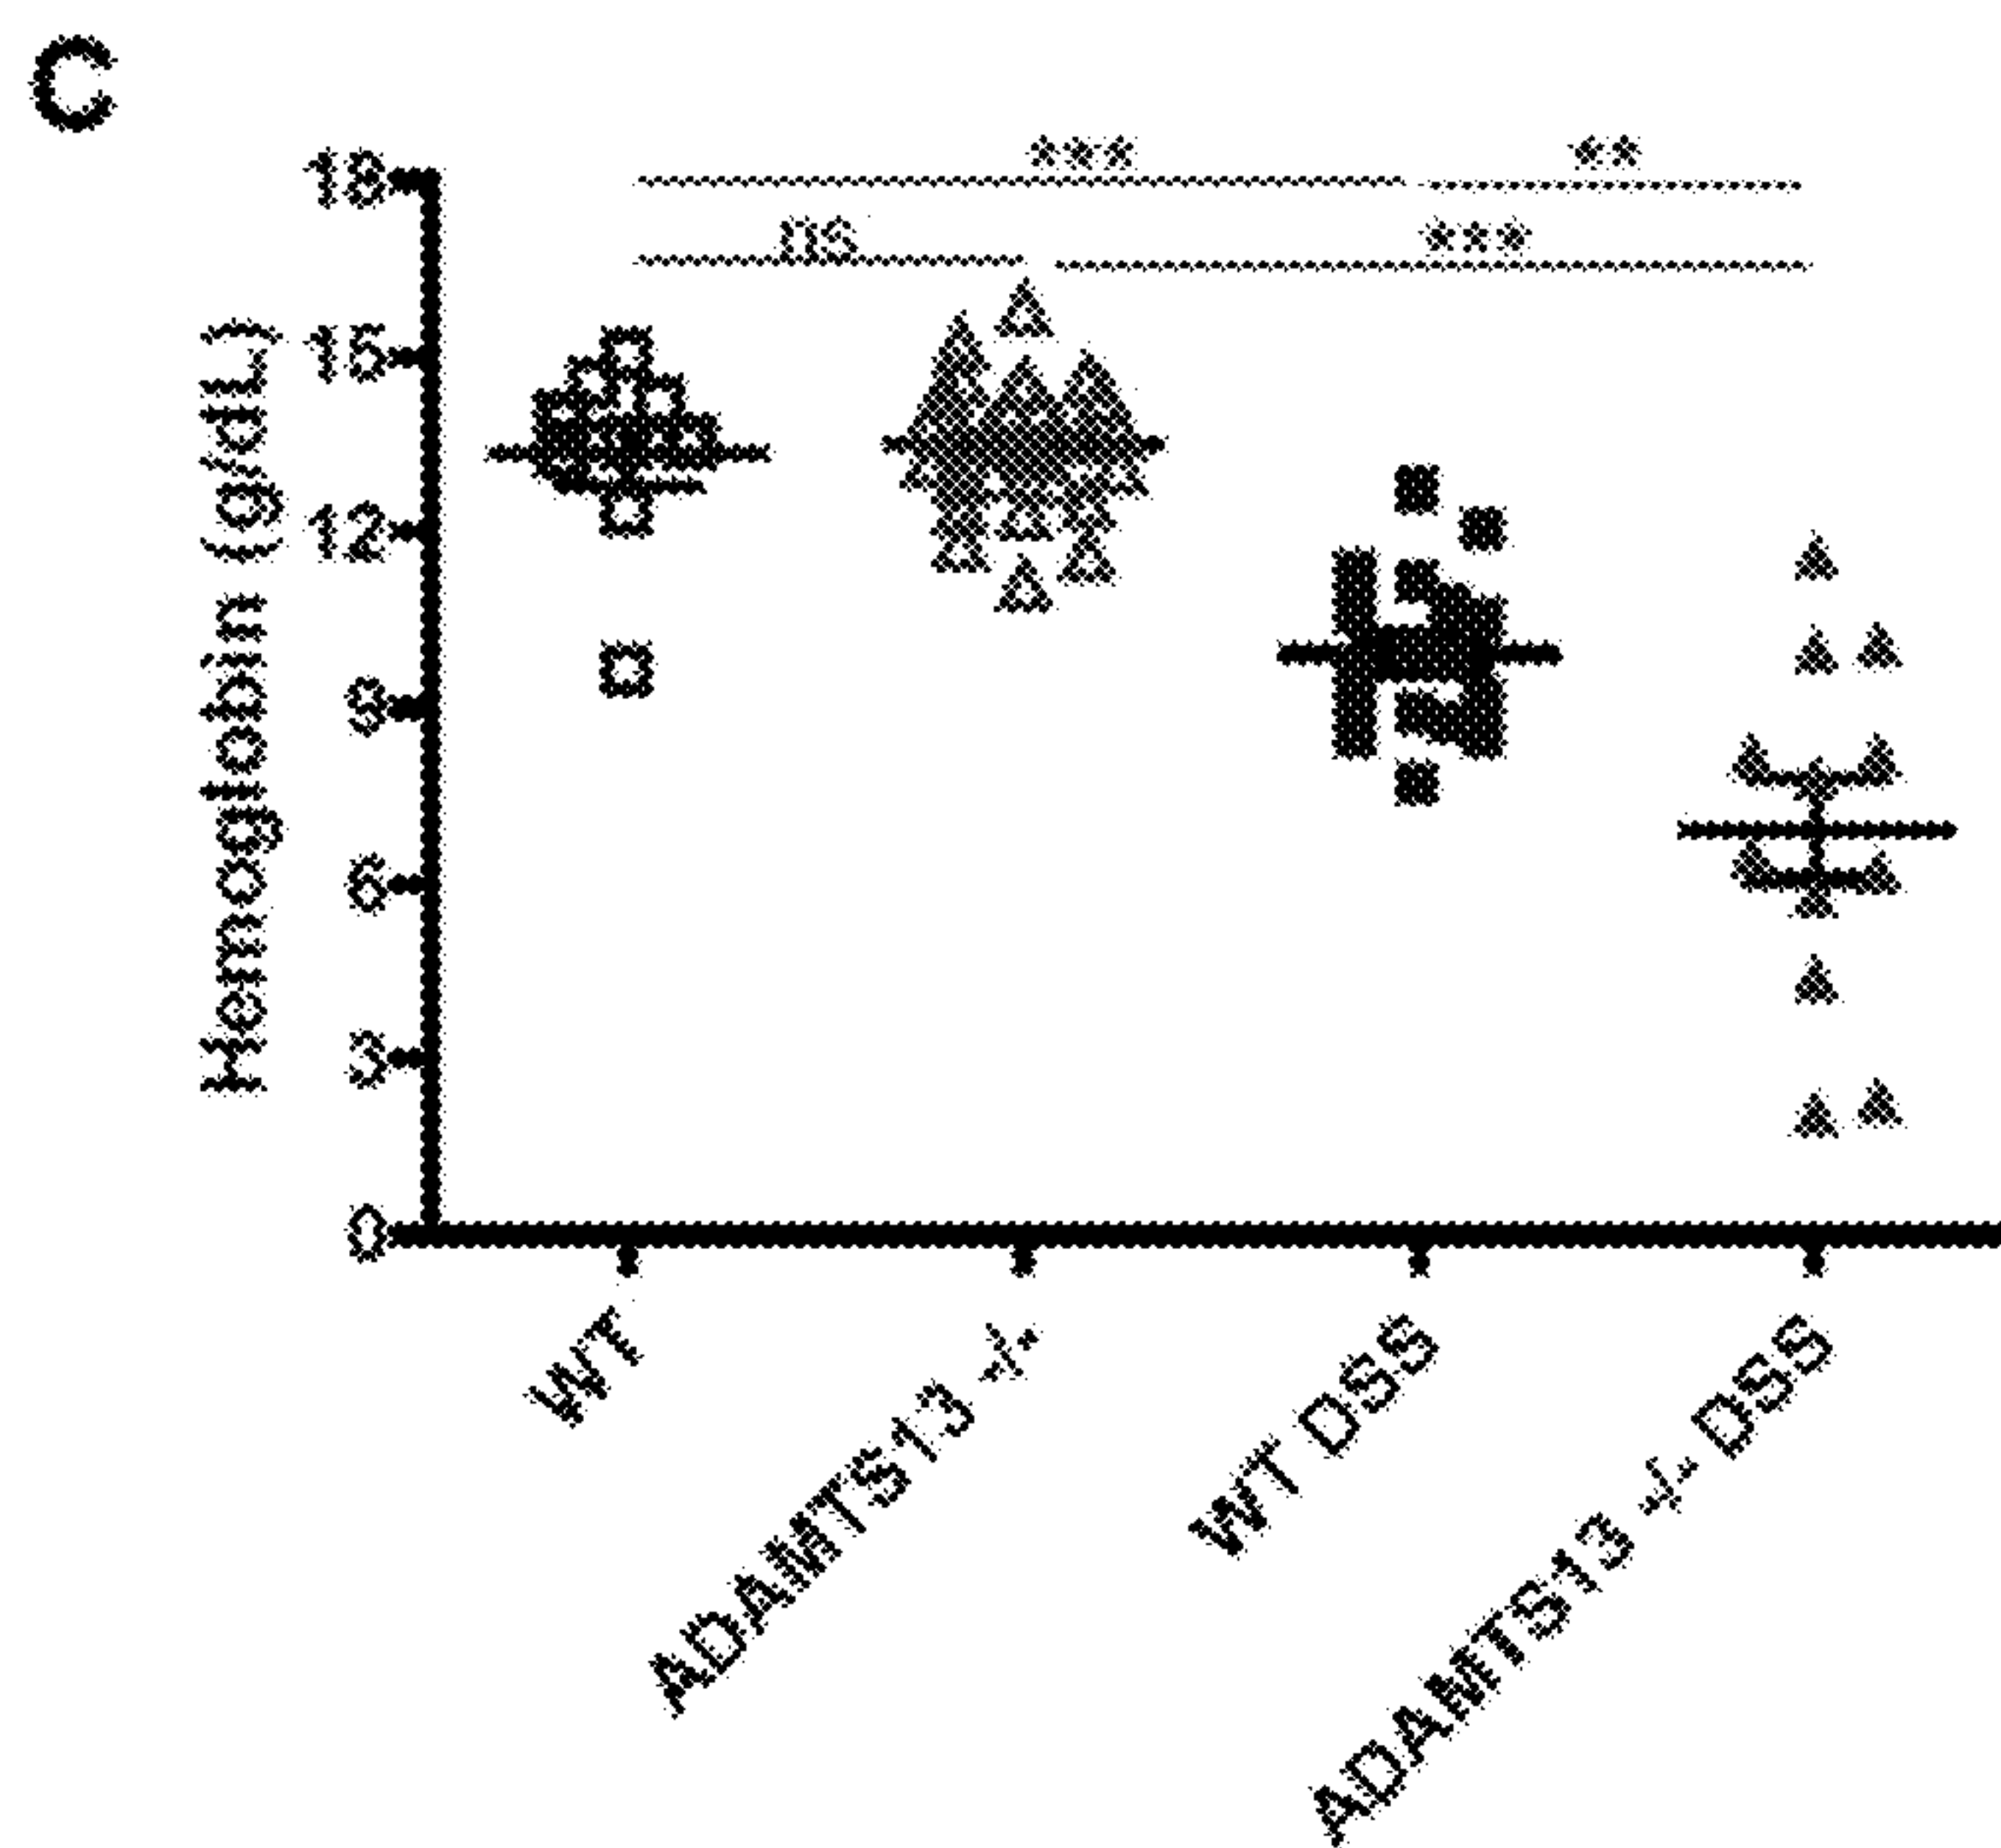 C
*** **
ns ***
Hemoglobin (g/dL)
18
15
12
9
6
3
0
WT
ADAMTS13 -/-
WT DSS
ADAMTS13 -/- DSS